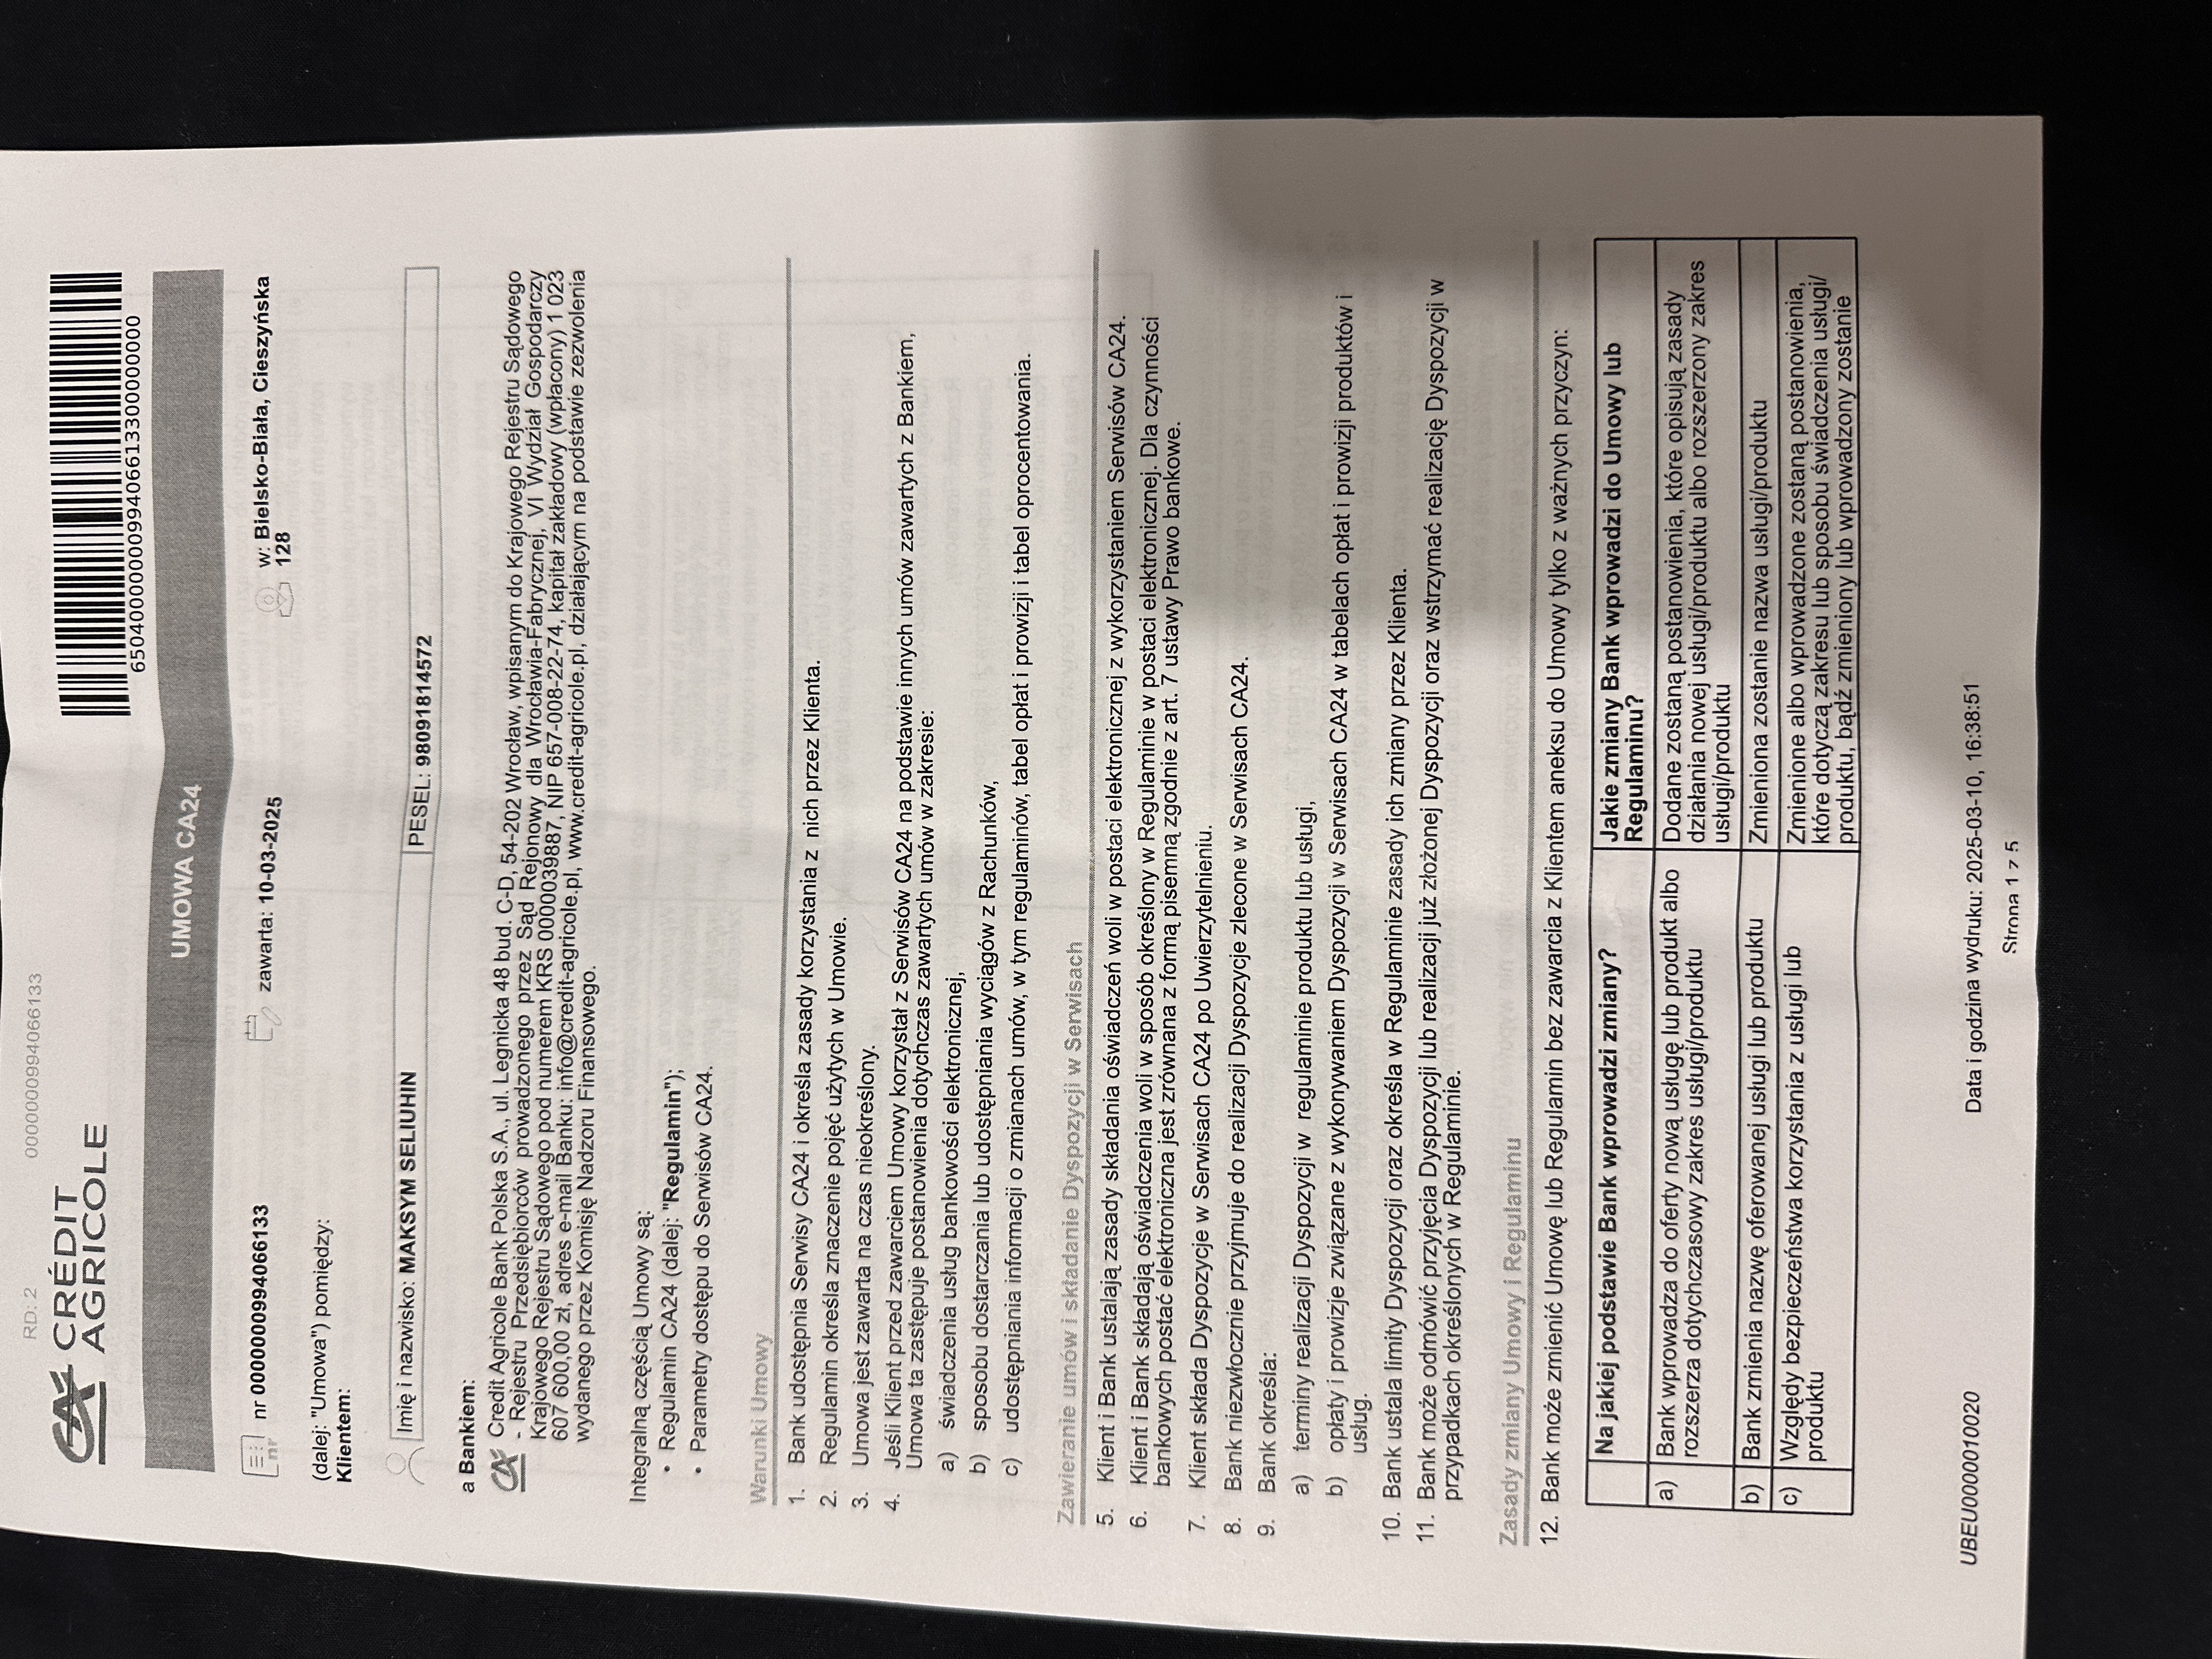 RD: 2 0000000994066133
CRÉDIT
AGRICOLE
65040000000994066133000000000
UMOWA CA24
nr 0000000994066133 zawarta: 10-03-2025 w: Bielsko-Biała, Cieszyńska
128
(dalej: "Umowa") pomiędzy:
Klientem:
Imię i nazwisko: MAKSYM SELIUHIN PESEL: 98091814572
a Bankiem:
Credit Agricole Bank Polska S.A., ul. Legnicka 48 bud. C-D, 54-202 Wrocław, wpisanym do Krajowego Rejestru Sądowego
- Rejestru Przedsiębiorców prowadzonego przez Sąd Rejonowy dla Wrocławia-Fabrycznej, VI Wydział Gospodarczy
Krajowego Rejestru Sądowego pod numerem KRS 0000039887, NIP 657-008-22-74, kapitał zakładowy (wpłacony) 1 023
607 600,00 zł, adres e-mail Banku: info@credit-agricole.pl, www.credit-agricole.pl, działającym na podstawie zezwolenia
wydanego przez Komisję Nadzoru Finansowego.
Integralną częścią Umowy są:
• Regulamin CA24 (dalej: "Regulamin");
• Parametry dostępu do Serwisów CA24.
Warunki Umowy
1. Bank udostępnia Serwisy CA24 i określa zasady korzystania z nich przez Klienta.
2. Regulamin określa znaczenie pojęć użytych w Umowie.
3. Umowa jest zawarta na czas nieokreślony.
4. Jeśli Klient przed zawarciem Umowy korzystał z Serwisów CA24 na podstawie innych umów zawartych z Bankiem,
Umowa ta zastępuje postanowienia dotychczas zawartych umów w zakresie:
a) świadczenia usług bankowości elektronicznej,
b) sposobu dostarczania lub udostępniania wyciągów z Rachunków,
c) udostępniania informacji o zmianach umów, w tym regulaminów, tabel opłat i prowizji i tabel oprocentowania.
Zawieranie umów i składanie Dyspozycji w Serwisach
5. Klient i Bank ustalają zasady składania oświadczeń woli w postaci elektronicznej z wykorzystaniem Serwisów CA24.
6. Klient i Bank składają oświadczenia woli w sposób określony w Regulaminie w postaci elektronicznej. Dla czynności
bankowych postać elektroniczna jest zrównana z formą pisemną zgodnie z art. 7 ustawy Prawo bankowe.
7. Klient składa Dyspozycje w Serwisach CA24 po Uwierzytelnieniu.
8. Bank niezwłocznie przyjmuje do realizacji Dyspozycje zlecone w Serwisach CA24.
9. Bank określa:
a) terminy realizacji Dyspozycji w regulaminie produktu lub usługi,
b) opłaty i prowizje związane z wykonywaniem Dyspozycji w Serwisach CA24 w tabelach opłat i prowizji produktów i
usług.
10. Bank ustala limity Dyspozycji oraz określa w Regulaminie zasady ich zmiany przez Klienta.
11. Bank może odmówić przyjęcia Dyspozycji lub realizacji już złożonej Dyspozycji oraz wstrzymać realizację Dyspozycji w
przypadkach określonych w Regulaminie.
Zasady zmiany Umowy i Regulaminu
12. Bank może zmienić Umowę lub Regulamin bez zawarcia z Klientem aneksu do Umowy tylko z ważnych przyczyn:
Na jakiej podstawie Bank wprowadzi zmiany? Jakie zmiany Bank wprowadzi do Umowy lub
Regulaminu?
a) Bank wprowadza do oferty nową usługę lub produkt albo Dodane zostaną postanowienia, które opisują zasady
rozszerza dotychczasowy zakres usługi/produktu działania nowej usługi/produktu albo rozszerzony zakres
usługi/produktu
b) Bank zmienia nazwę oferowanej usługi lub produktu Zmieniona zostanie nazwa usługi/produktu
c) Względy bezpieczeństwa korzystania z usługi lub Zmienione albo wprowadzone zostaną postanowienia,
produktu które dotyczą zakresu lub sposobu świadczenia usługi/
produktu, bądź zmieniony lub wprowadzony zostanie
UBEU0000010020 Data i godzina wydruku: 2025-03-10, 16:38:51
Strona 1 z 5